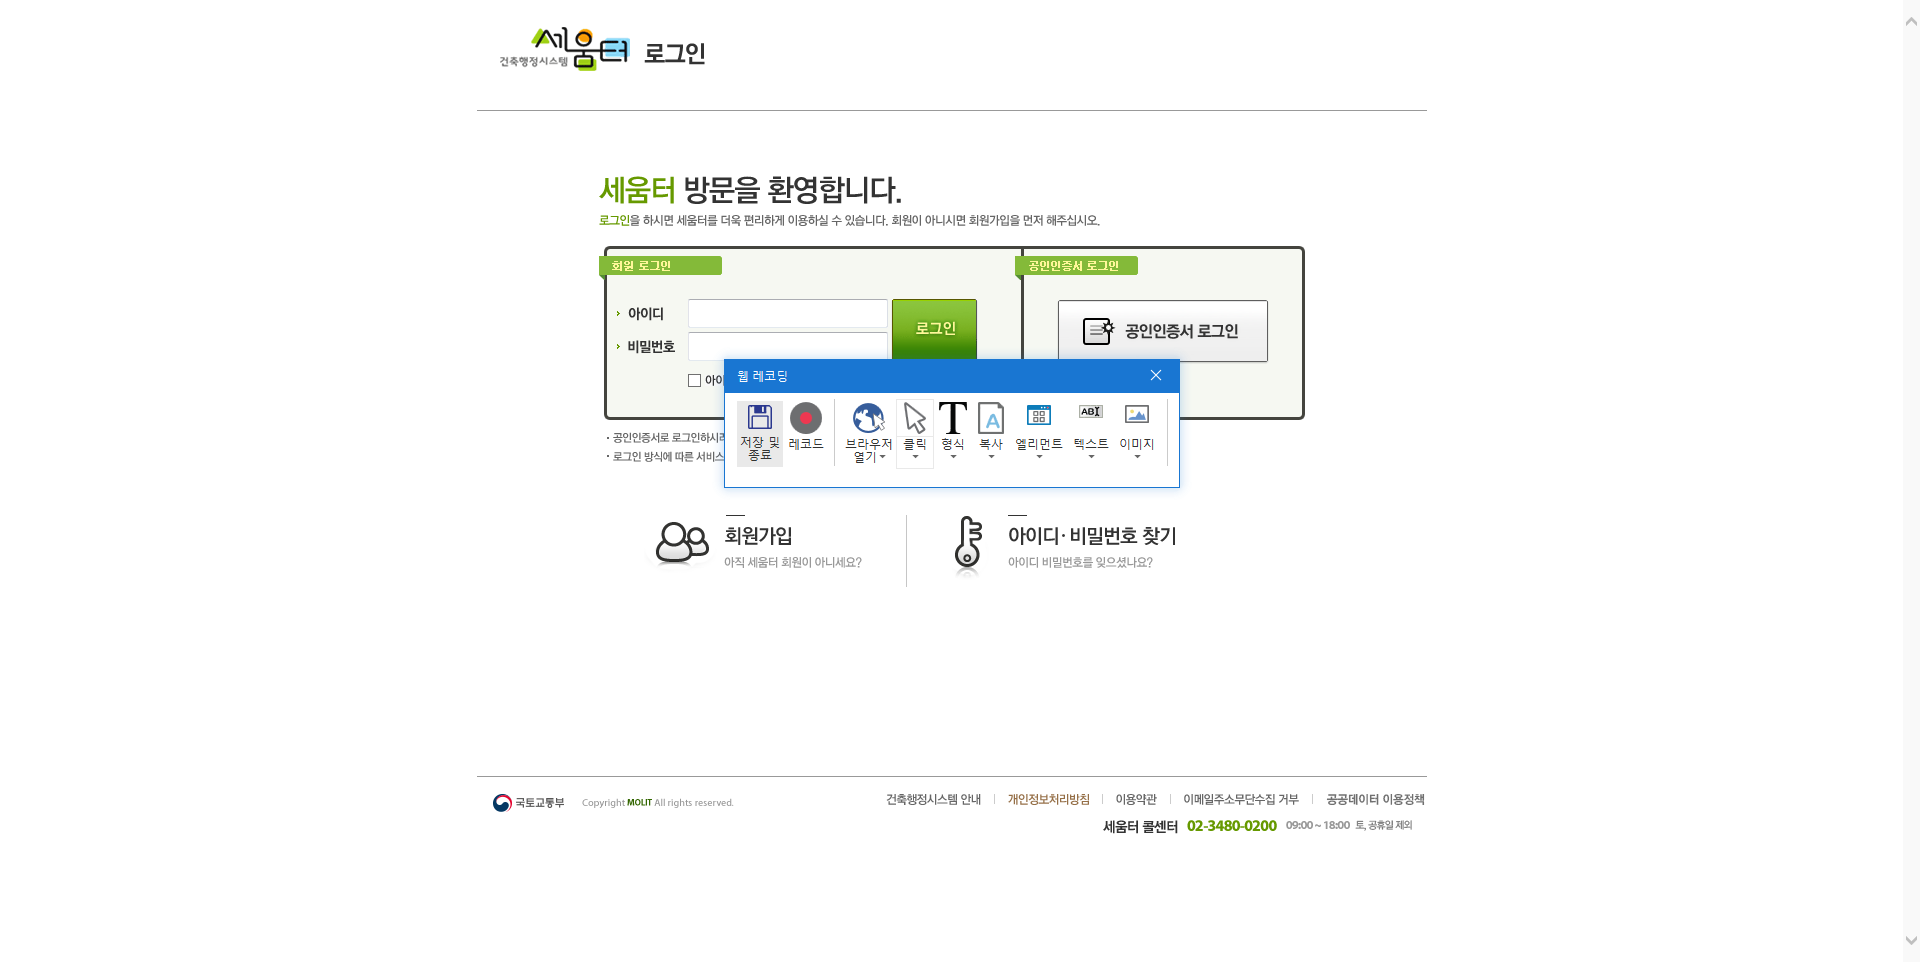 세움터
건축행정시스템
로그인
세움터 방문을 환영합니다.
로그인을 하시면 세움터를 더욱 편리하게 이용하실 수 있습니다. 회원이 아니시면 회원가입을 먼저 해주십시오.
회원 로그인
공인인증서 로그인
아이디
비밀번호
로그인
공인인증서 로그인
웹 레코딩
저장 및 종료
레코드
브라우저 열기
클릭
형식
복사
엘리먼트
텍스트
이미지
· 공인인증서로 로그인하시려
· 로그인 방식에 따른 서비스
회원가입
아직 세움터 회원이 아니세요?
아이디·비밀번호 찾기
아이디 비밀번호를 잊으셨나요?
국토교통부
Copyright MOLIT All rights reserved.
건축행정시스템 안내
개인정보처리방침
이용약관
이메일주소무단수집 거부
공공데이터 이용정책
세움터 콜센터 02-3480-0200 09:00 ~ 18:00 토, 공휴일 제외